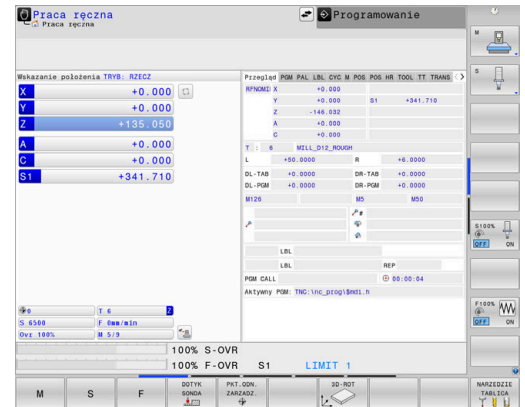 Praca ręczna
Praca ręczna
Programowanie
Wskazanie położenia TRYB: RZECZ
X +0.000
Y +0.000
Z +135.050
A +0.000
C +0.000
S1 +341.710
Przegląd PGM PAL LBL CYC M POS POS HR TOOL TT TRANS
RFNOMI X +0.000
Y +0.000 S1 +341.710
Z -146.032
A +0.000
C +0.000
T : 6 MILL_D12_ROUGH
L +50.0000 R +6.0000
DL-TAB +0.0000 DR-TAB +0.0000
DL-PGM +0.0000 DR-PGM +0.0000
M126 M5 M50
LBL
LBL REP
PGM CALL 00:00:04
Aktywny PGM: TNC:\nc_prog\$mdi.h
0 T 6 Z
S 6500 F 0mm/min
Ovr 100% M 5/9
100% S-OVR
100% F-OVR S1 LIMIT 1
M
S
S100%
OFF ON
F100%
OFF ON
M
S
F
DOTYK SONDA
PKT.ODN. ZARZADZ.
3D-ROT
NARZEDZIE TABLICA